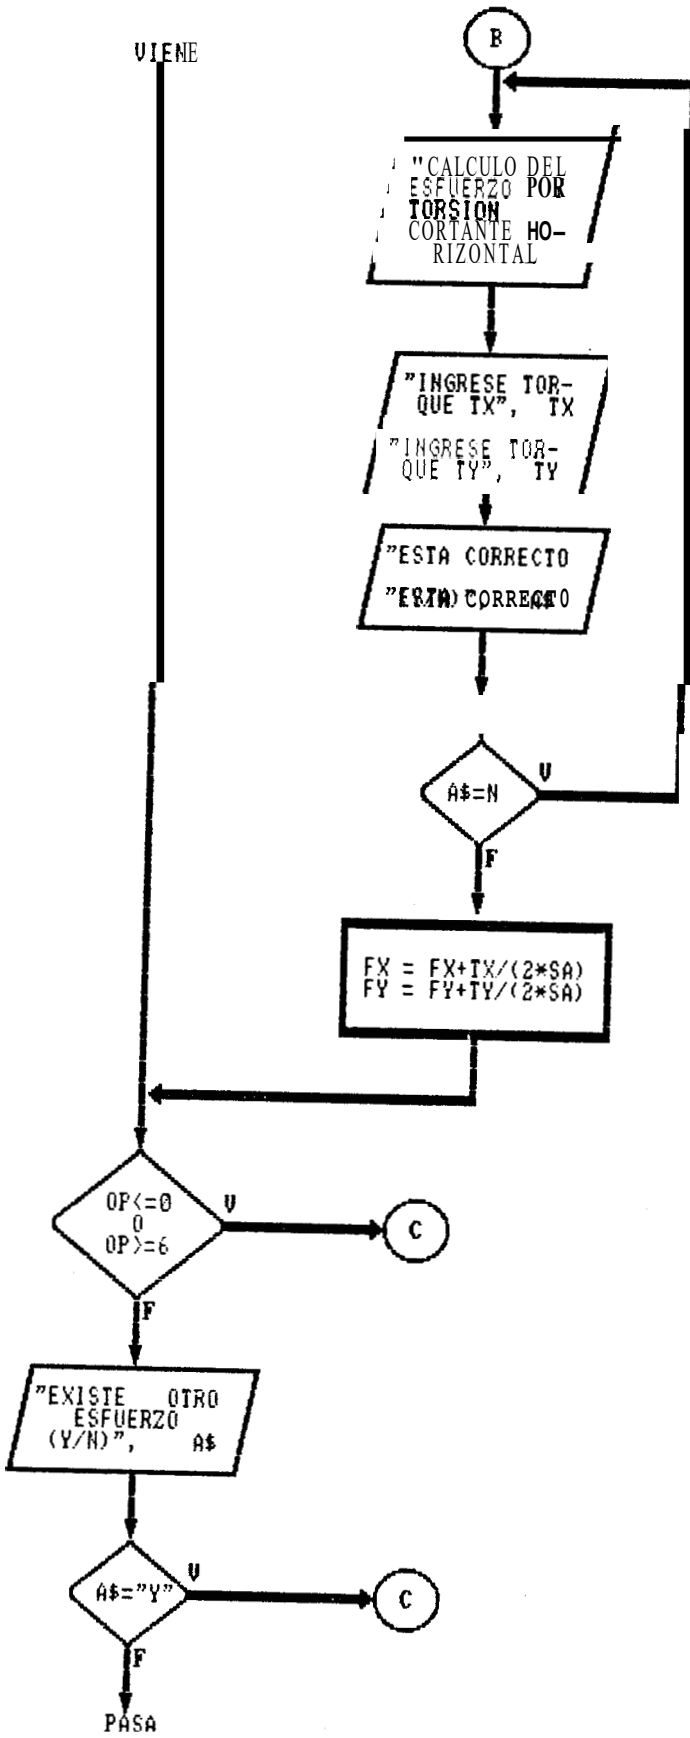 VIENE
B
"CALCULO DEL
ESFUERZO POR
TORSION
CORTANTE HO-
RIZONTAL
"INGRESE TOR-
QUE TX", TX
"INGRESE TOR-
QUE TY", TY
"ESTA CORRECTO
A$=N
V
F
FX = FX+TX/(2*SA)
FY = FY+TY/(2*SA)
OP<=0
O
OP>=6
V
C
F
"EXISTE OTRO
ESFUERZO
(Y/N)", A$
A$="Y"
V
C
F
PASA